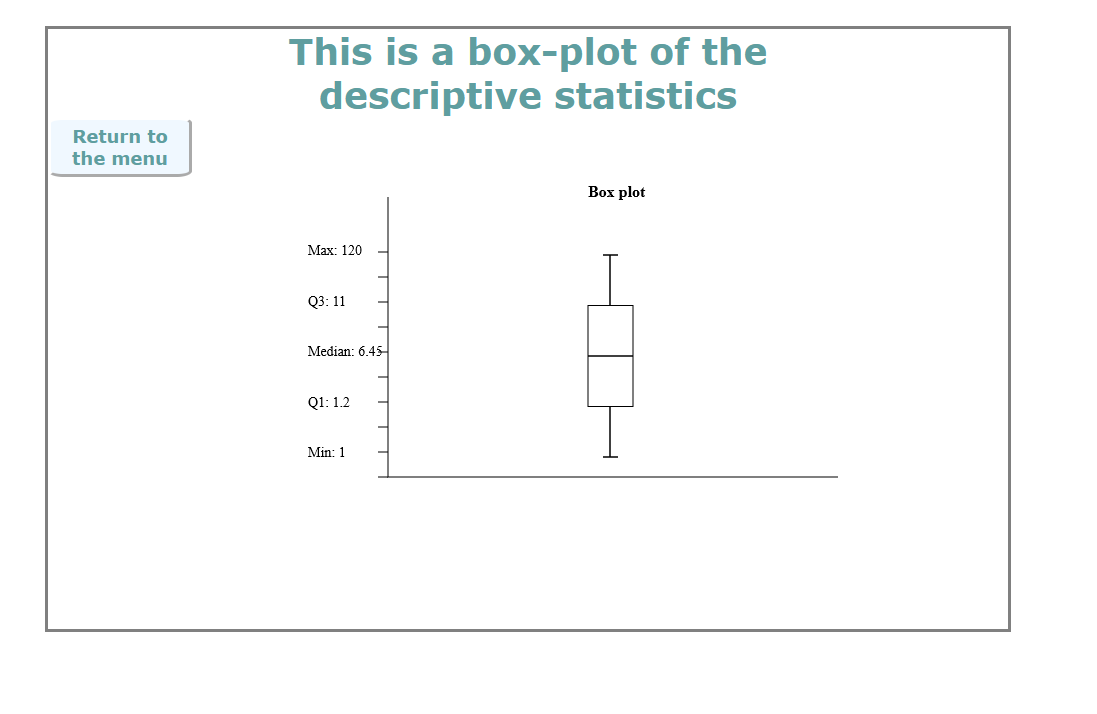 This is a box-plot of the
descriptive statistics
Return to
the menu
Box plot
Max: 120
Q3: 11
Median: 6.45
Q1: 1.2
Min: 1